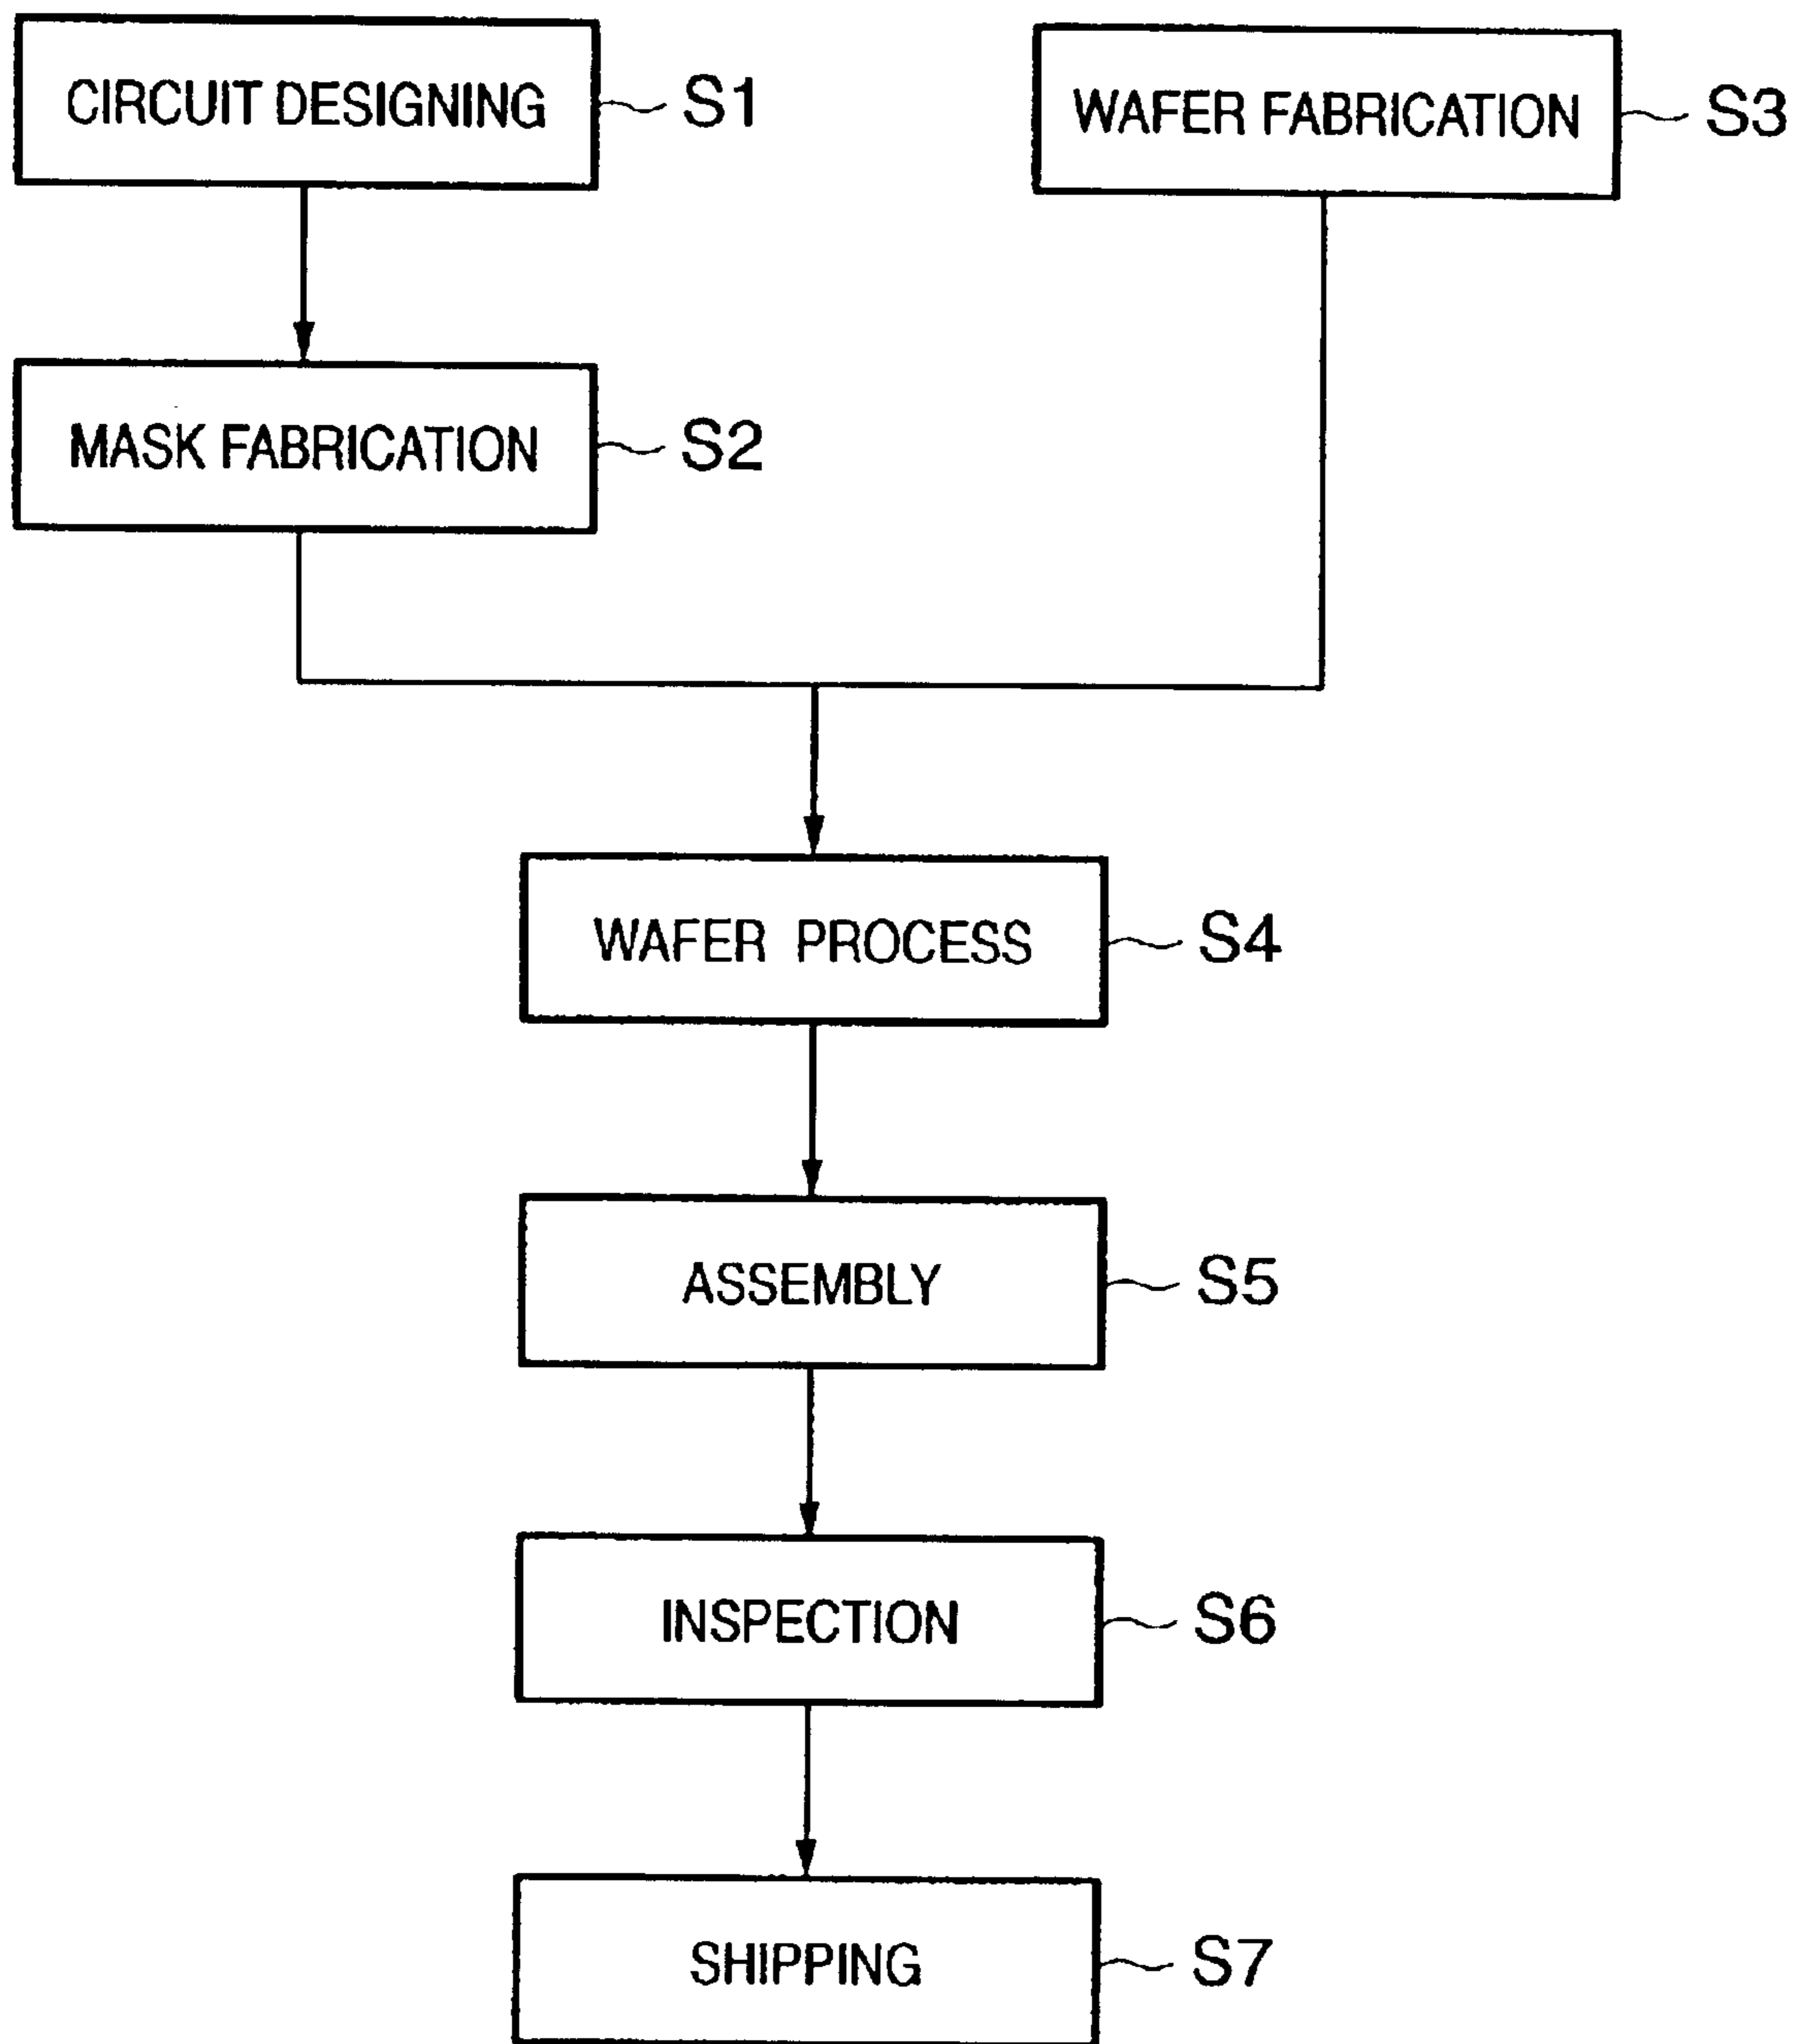 CIRCUIT DESIGNING S1
WAFER FABRICATION S3
MASK FABRICATION S2
WAFER PROCESS S4
ASSEMBLY S5
INSPECTION S6
SHIPPING S7